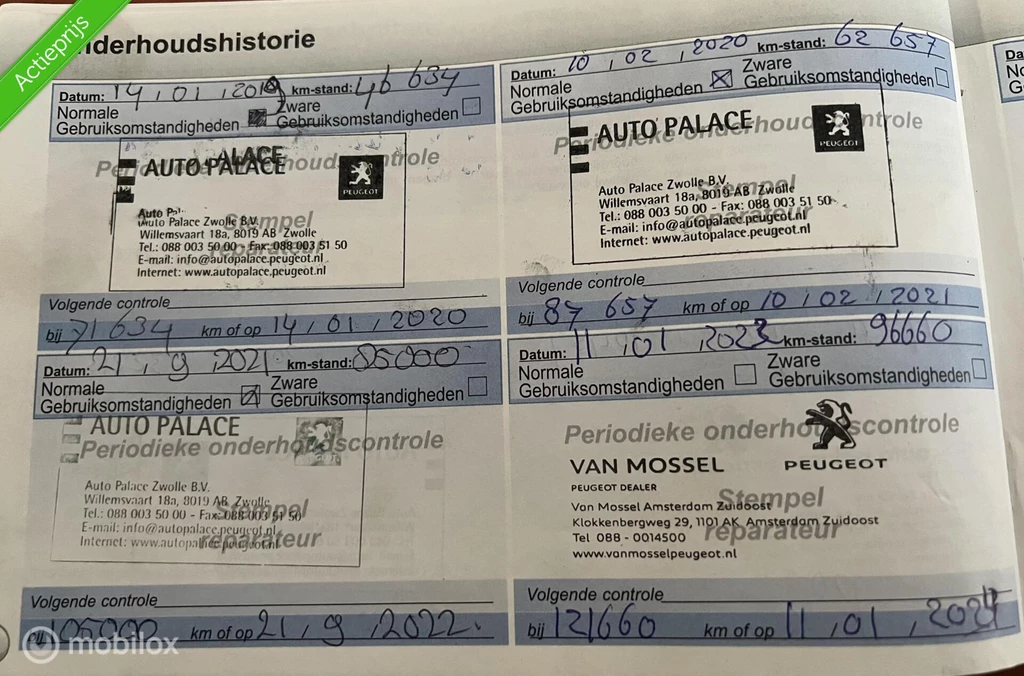 Actieprijs
nderhoudshistorie
Datum: 14 , 01 , 2019 km-stand: 46 634
Normale
Gebruiksomstandigheden
Zware
Gebruiksomstandigheden
Periodieke onderhoudscontrole
AUTO PALACE
PEUGEOT
Stempel
reparateur
Auto Palace Zwolle B.V.
Willemsvaart 18a, 8019 AB Zwolle
Tel.: 088 003 50 00 - Fax: 088 003 51 50
E-mail: info@autopalace.peugeot.nl
Internet: www.autopalace.peugeot.nl
Volgende controle
bij 71 634 km of op 14 , 01 , 2020
Datum: 10 , 02 , 2020 km-stand: 62 657
Normale
Gebruiksomstandigheden
Zware
Gebruiksomstandigheden
Periodieke onderhoudscontrole
AUTO PALACE
PEUGEOT
Stempel
reparateur
Auto Palace Zwolle B.V.
Willemsvaart 18a, 8019 AB Zwolle
Tel.: 088 003 50 00 - Fax: 088 003 51 50
E-mail: info@autopalace.peugeot.nl
Internet: www.autopalace.peugeot.nl
Volgende controle
bij 87 657 km of op 10 , 02 , 2021
Datum: 21 , 9 , 2021 km-stand: 85000
Normale
Gebruiksomstandigheden
Zware
Gebruiksomstandigheden
AUTO PALACE
Periodieke onderhoudscontrole
Auto Palace Zwolle B.V.
Willemsvaart 18a, 8019 AB Zwolle
Tel.: 088 003 50 00 - Fax: 088 003 51 50
E-mail: info@autopalace.peugeot.nl
Internet: www.autopalace.peugeot.nl
Stempel
reparateur
Volgende controle
bij 105000 km of op 21 , 9 , 2022.
Datum: 11 , 01 , 2023 km-stand: 96660
Normale
Gebruiksomstandigheden
Zware
Gebruiksomstandigheden
Periodieke onderhoudscontrole
VAN MOSSEL PEUGEOT
PEUGEOT DEALER
Stempel
reparateur
Van Mossel Amsterdam Zuidoost
Klokkenbergweg 29, 1101 AK Amsterdam Zuidoost
Tel 088 - 0014500
www.vanmosselpeugeot.nl
Volgende controle
bij 121660 km of op 11 , 01 , 2024
Da
No
Ge
mobilox